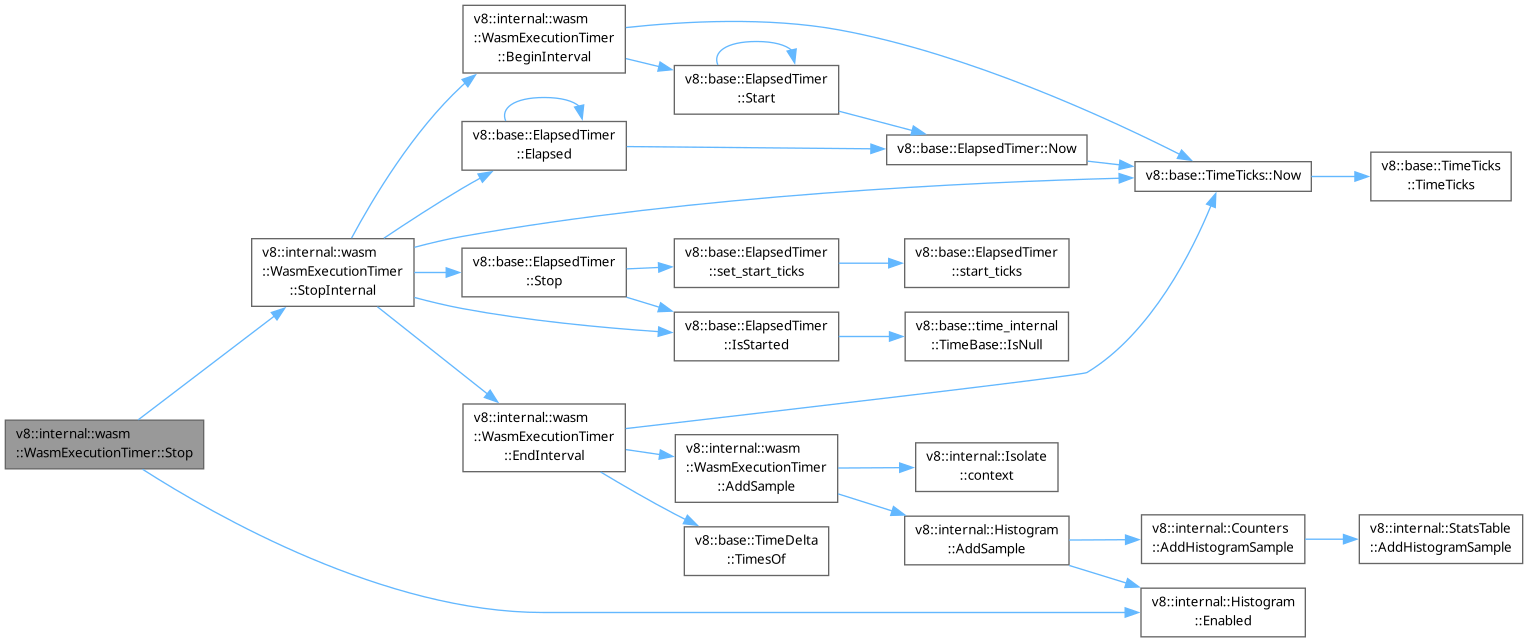 v8::internal::wasm
::WasmExecutionTimer::Stop
v8::internal::wasm
::WasmExecutionTimer
::StopInternal
v8::internal::wasm
::WasmExecutionTimer
::BeginInterval
v8::base::ElapsedTimer
::Elapsed
v8::base::ElapsedTimer
::Stop
v8::internal::wasm
::WasmExecutionTimer
::EndInterval
v8::base::ElapsedTimer
::Start
v8::base::ElapsedTimer
::set_start_ticks
v8::base::ElapsedTimer
::IsStarted
v8::internal::wasm
::WasmExecutionTimer
::AddSample
v8::base::TimeDelta
::TimesOf
v8::base::ElapsedTimer::Now
v8::base::ElapsedTimer
::start_ticks
v8::base::time_internal
::TimeBase::IsNull
v8::internal::Isolate
::context
v8::internal::Histogram
::AddSample
v8::base::TimeTicks::Now
v8::internal::Counters
::AddHistogramSample
v8::internal::Histogram
::Enabled
v8::base::TimeTicks
::TimeTicks
v8::internal::StatsTable
::AddHistogramSample